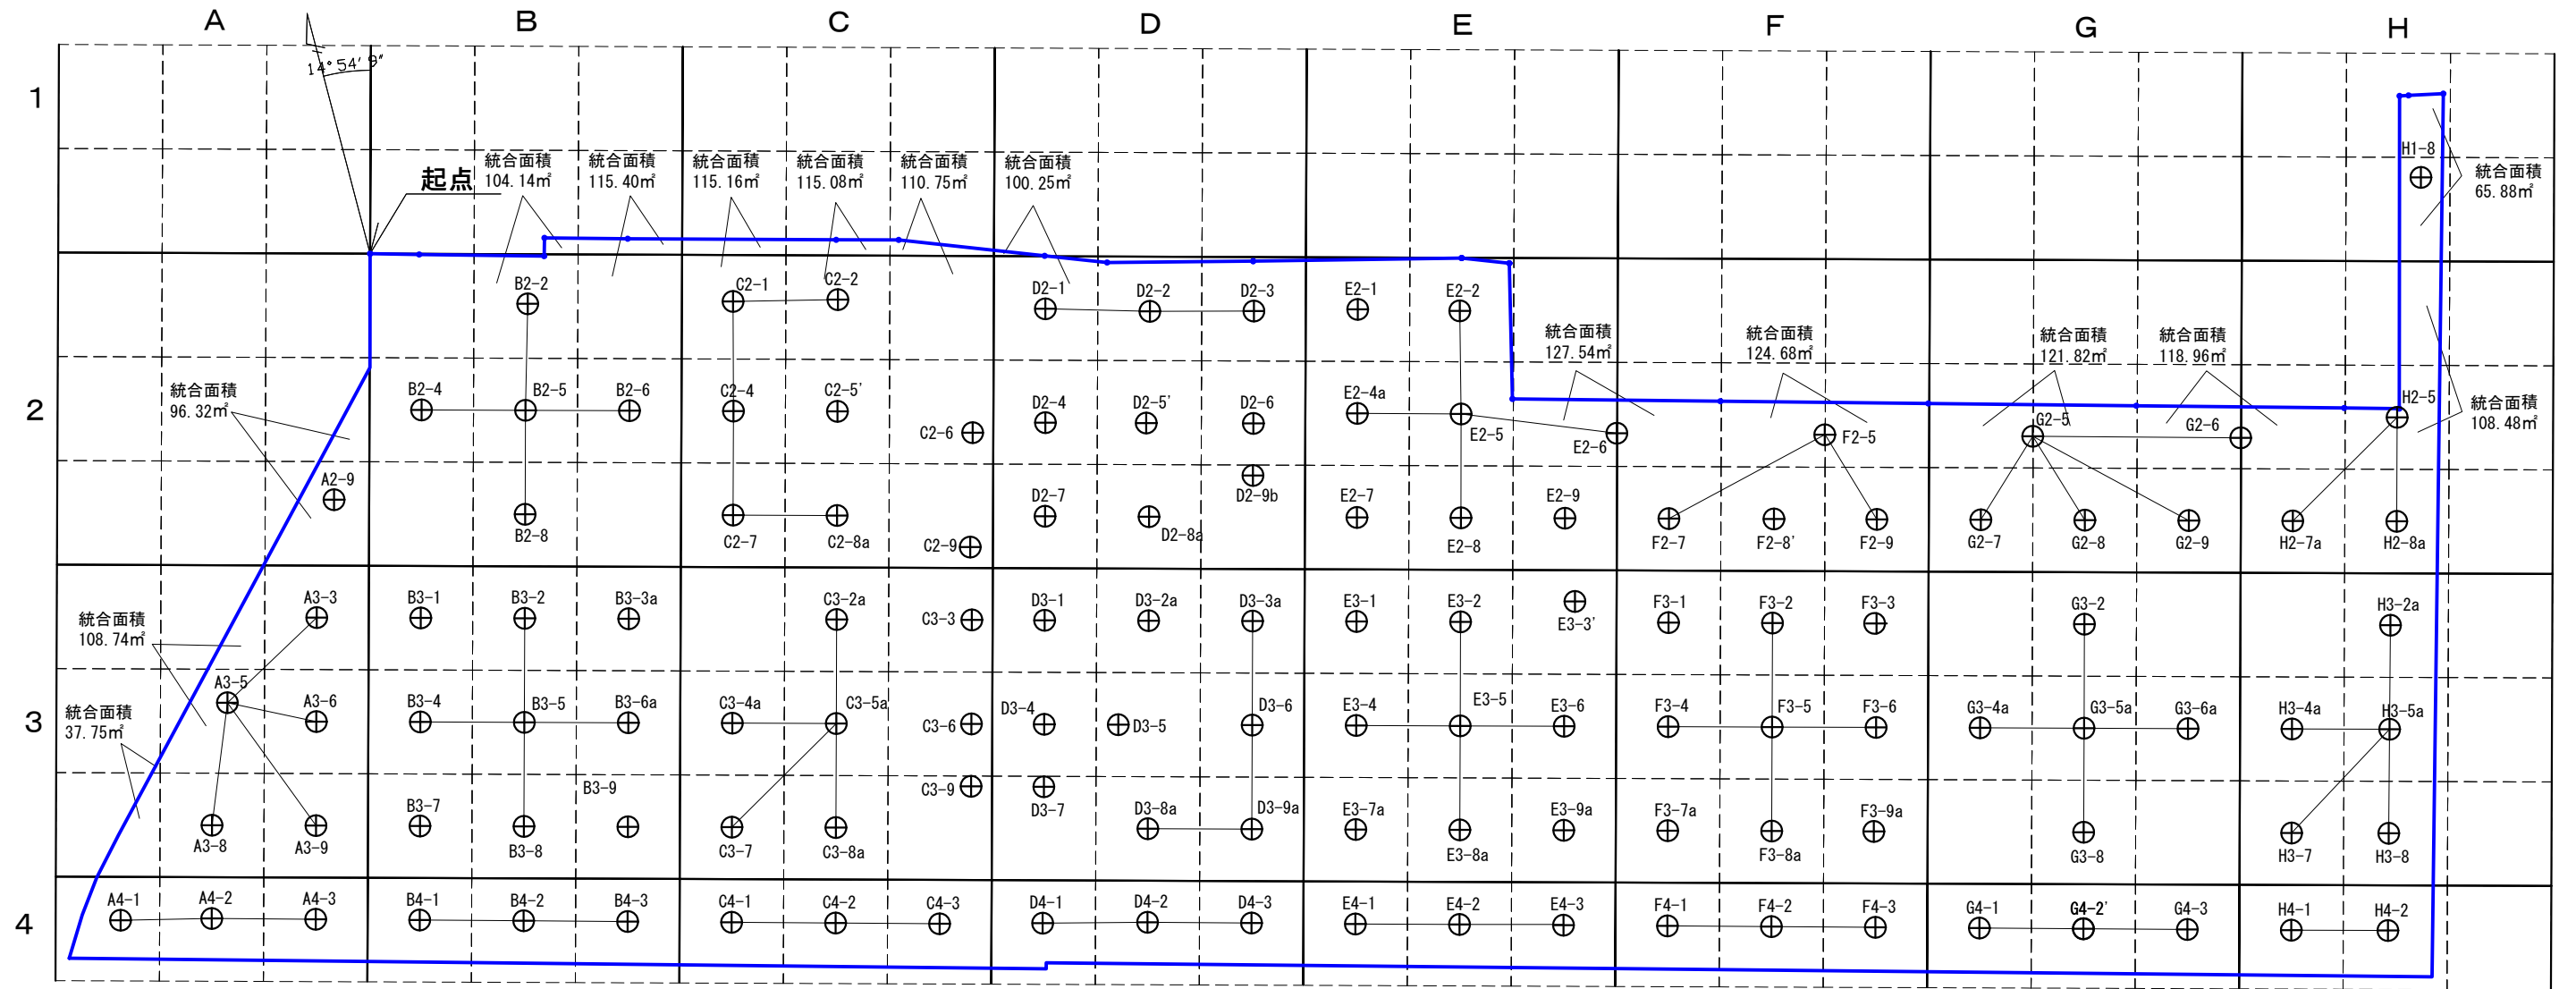 A B C D E F G H
14°54′9″
1
起点
統合面積
104.14㎡
統合面積
115.40㎡
統合面積
115.16㎡
統合面積
115.08㎡
統合面積
110.75㎡
統合面積
100.25㎡
H1-8
統合面積
65.88㎡
B2-2 C2-1 C2-2 D2-1 D2-2 D2-3 E2-1 E2-2
統合面積
127.54㎡
統合面積
124.68㎡
統合面積
121.82㎡
統合面積
118.96㎡
統合面積
96.32㎡
2
B2-4 B2-5 B2-6 C2-4 C2-5' C2-6 D2-4 D2-5' D2-6 E2-4a E2-5 E2-6 F2-5 G2-5 G2-6 H2-5
統合面積
108.48㎡
A2-9 B2-8 C2-7 C2-8a C2-9 D2-7 D2-8a D2-9b E2-7 E2-8 E2-9 F2-7 F2-8' F2-9 G2-7 G2-8 G2-9 H2-7a H2-8a
統合面積
108.74㎡
A3-3 B3-1 B3-2 B3-3a C3-2a C3-3 D3-1 D3-2a D3-3a E3-1 E3-2 E3-3' F3-1 F3-2 F3-3 G3-2 H3-2a
統合面積
37.75㎡
3
A3-5 A3-6 B3-4 B3-5 B3-6a C3-4a C3-5a C3-6 D3-4 D3-5 D3-6 E3-4 E3-5 E3-6 F3-4 F3-5 F3-6 G3-4a G3-5a G3-6a H3-4a H3-5a
A3-8 A3-9 B3-7 B3-8 B3-9 C3-7 C3-8a C3-9 D3-7 D3-8a D3-9a E3-7a E3-8a E3-9a F3-7a F3-8a F3-9a G3-8 H3-7 H3-8
4
A4-1 A4-2 A4-3 B4-1 B4-2 B4-3 C4-1 C4-2 C4-3 D4-1 D4-2 D4-3 E4-1 E4-2 E4-3 F4-1 F4-2 F4-3 G4-1 G4-2' G4-3 H4-1 H4-2